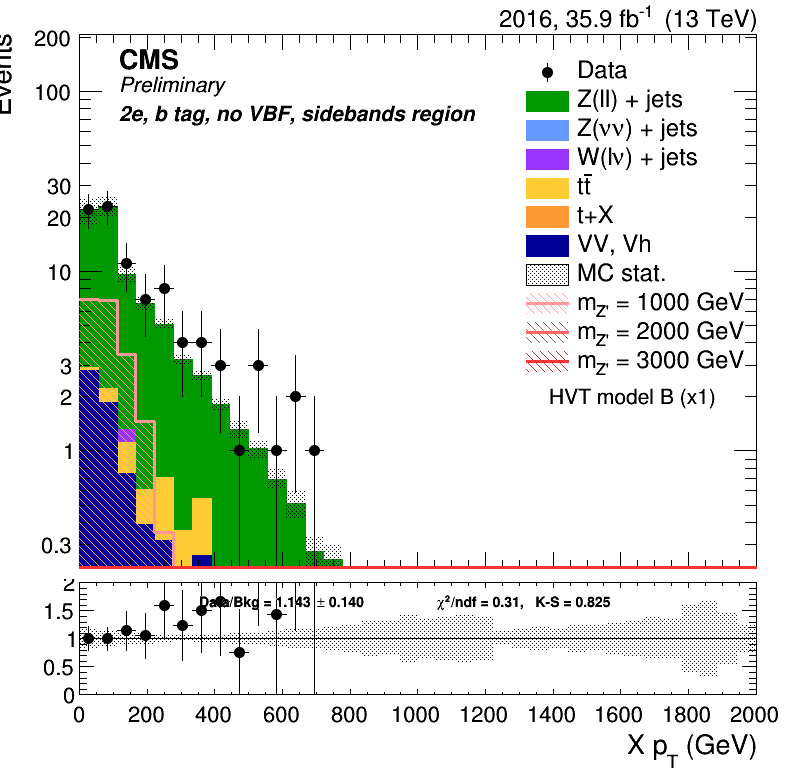 2016, 35.9 fb⁻¹ (13 TeV)
Events
CMS
Preliminary
2e, b tag, no VBF, sidebands region
Data
Z(ll) + jets
Z(νν) + jets
W(lν) + jets
tt̄
t+X
VV, Vh
MC stat.
m_Z' = 1000 GeV
m_Z' = 2000 GeV
m_Z' = 3000 GeV
HVT model B (x1)
200
100
30
20
10
3
2
1
0.3
Data/Bkg = 1.143 ± 0.140
χ²/ndf = 0.31, K-S = 0.825
2
1.5
1
0.5
0
0 200 400 600 800 1000 1200 1400 1600 1800 2000
X p_T (GeV)